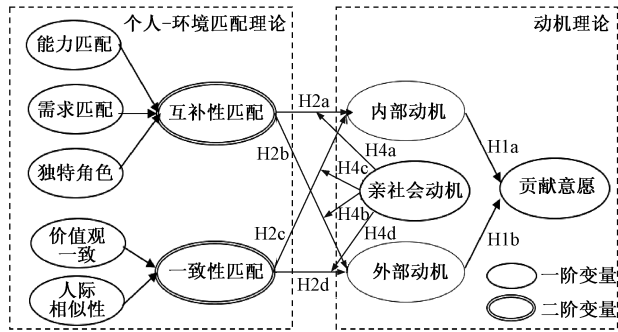 个人-环境匹配理论
动机理论
能力匹配
需求匹配
独特角色
价值观
一致
人际
相似性
互补性匹配
一致性匹配
H2a
H2b
H2c
H2d
内部动机
H4a
H4c
亲社会动机
H4b
H4d
外部动机
H1a
H1b
贡献意愿
一阶变量
二阶变量